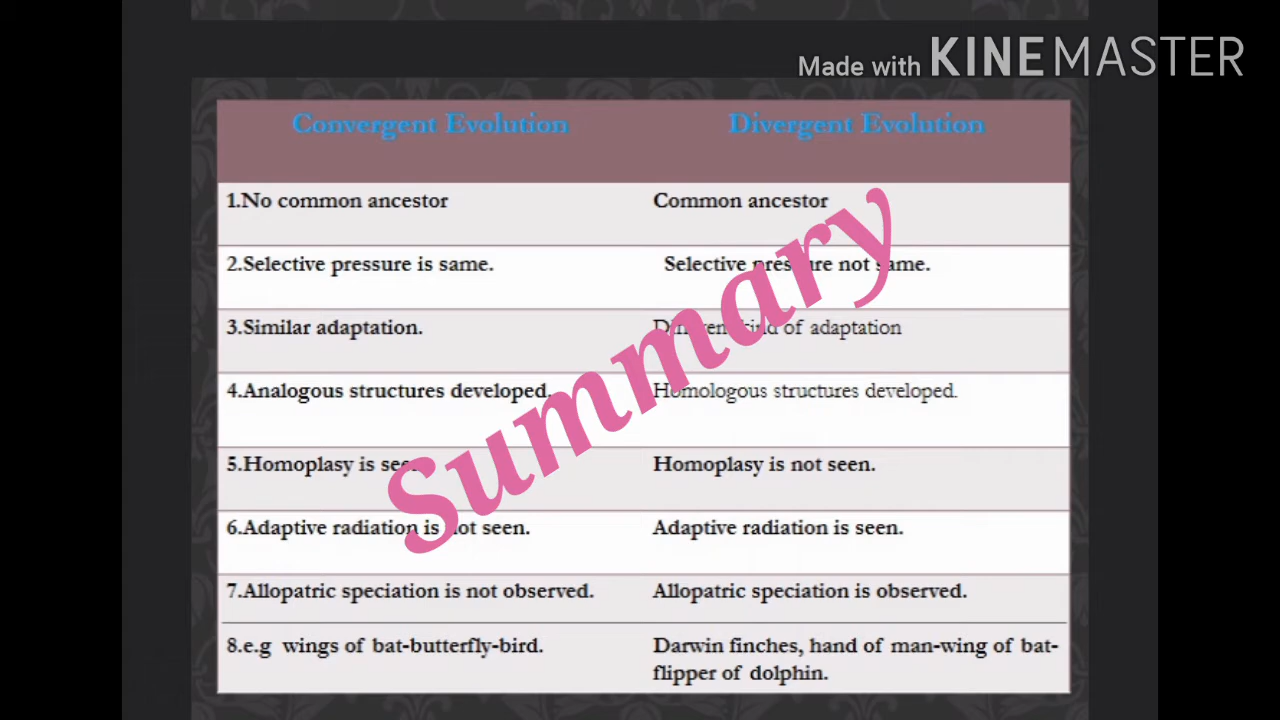 Made with KINEMASTER
Convergent Evolution
Divergent Evolution
1.No common ancestor
Common ancestor
2.Selective pressure is same.
Selective pressure not same.
3.Similar adaptation.
Different kind of adaptation
4.Analogous structures developed.
Homologous structures developed.
5.Homoplasy is seen.
Homoplasy is not seen.
6.Adaptive radiation is not seen.
Adaptive radiation is seen.
7.Allopatric speciation is not observed.
Allopatric speciation is observed.
8.e.g wings of bat-butterfly-bird.
Darwin finches, hand of man-wing of bat-
flipper of dolphin.
Summary